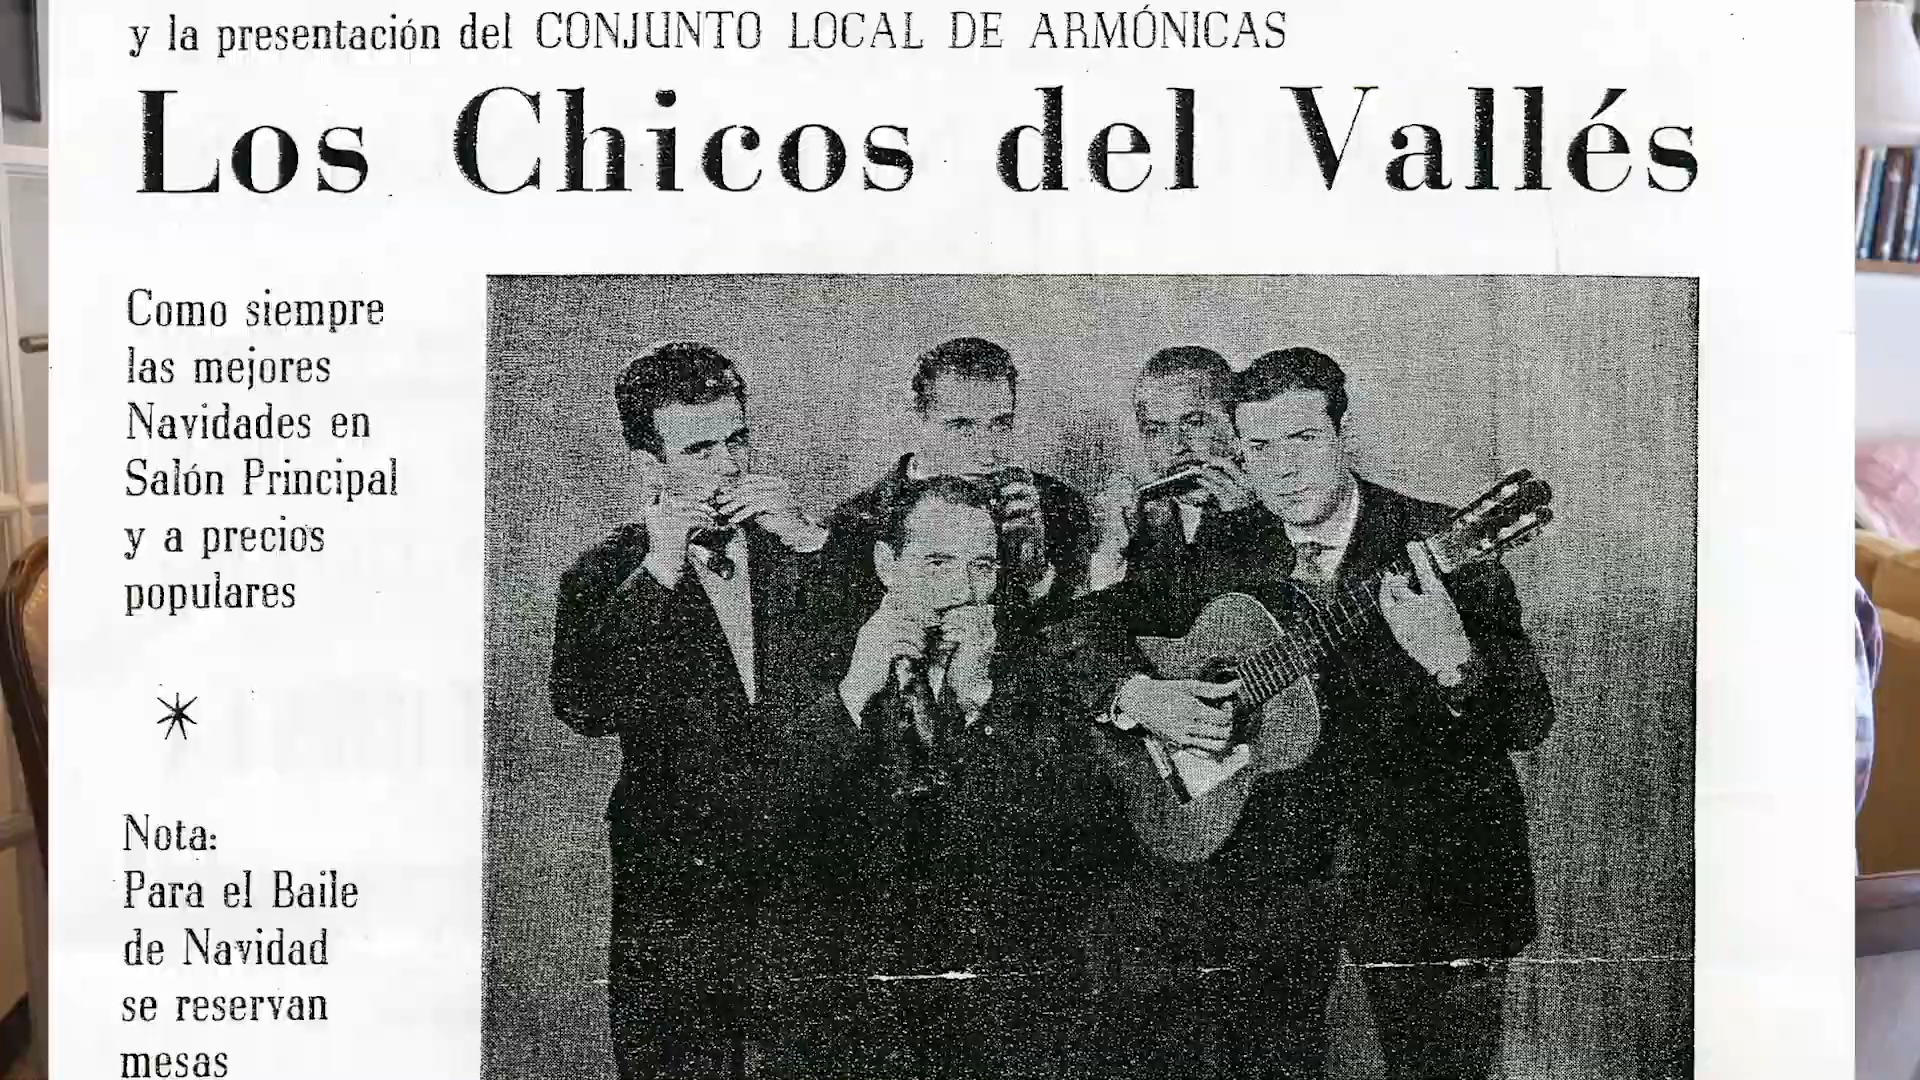 y la presentación del CONJUNTO LOCAL DE ARMÓNICAS
Los Chicos del Vallés
Como siempre
las mejores
Navidades en
Salón Principal
y a precios
populares
Nota:
Para el Baile
de Navidad
se reservan
mesas